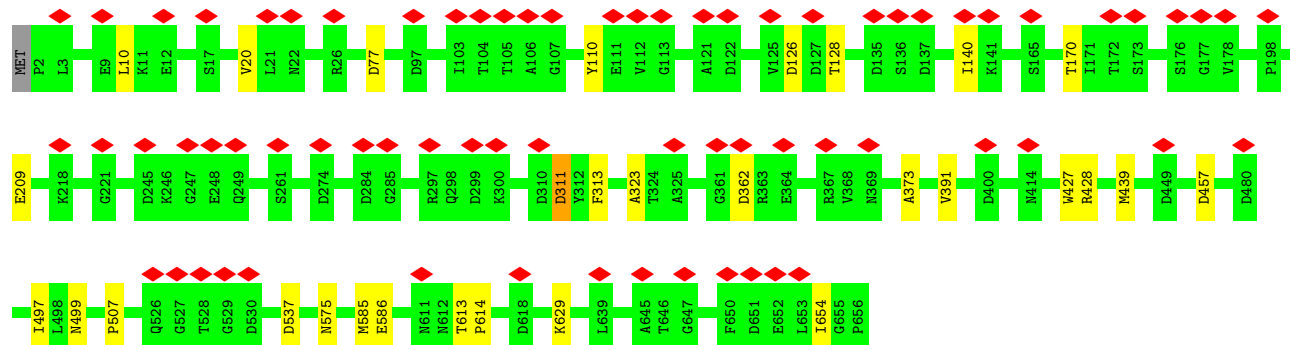 MET P2 L3 E9 L10 K11 E12 S17 V20 L21 N22 R26 D77 D97 I103 T104 T105 A106 G107 Y110 E111 V112 G113 A121 D122 V125 D126 D127 T128 D135 S136 D137 I140 K141 S165 T170 I171 T172 S173 S176 G177 V178 P198
E209 K218 G221 D245 K246 G247 E248 Q249 S261 D274 D284 G285 R297 Q298 D299 K300 D310 D311 Y312 F313 A323 T324 A325 G361 D362 R363 E364 R367 V368 N369 A373 V391 D400 N414 W427 R428 M439 D449 D457 D480
I497 L498 N499 P507 Q526 G527 T528 G529 D530 D537 N575 M585 E586 N611 N612 T613 P614 D618 K629 L639 A645 T646 G647 F650 D651 E652 L653 I654 G655 P656